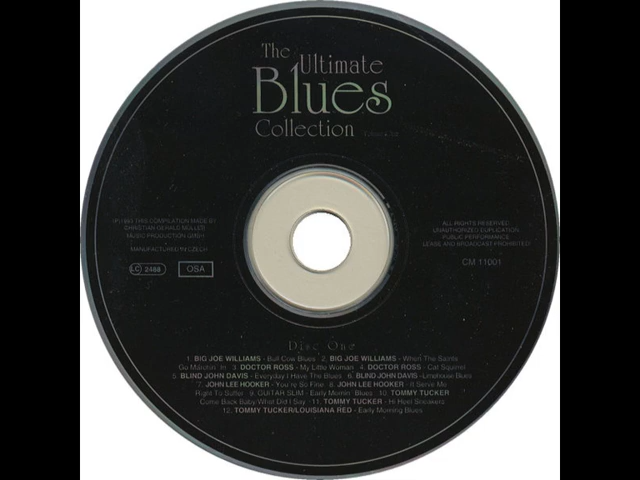 The
Ultimate
Blues
Collection
(P)1995 THIS COMPILATION MADE BY
CHRISTIAN GERALD MÜLLER
MUSIC PRODUCTION GMBH
MANUFACTURED IN CZECH
LC 2488
OSA
ALL RIGHTS RESERVED
UNAUTHORIZED DUPLICATION
PUBLIC PERFORMANCE
LEASE AND BROADCAST PROHIBITED
CM 11001
Disc One
1. BIG JOE WILLIAMS - Bull Cow Blues 2. BIG JOE WILLIAMS - When The Saints
Go Marchin' In 3. DOCTOR ROSS - My Little Woman 4. DOCTOR ROSS - Cat Squirrel
5. BLIND JOHN DAVIS - Everyday I Have The Blues 6. BLIND JOHN DAVIS - Limehouse Blues
7. JOHN LEE HOOKER - You're So Fine 8. JOHN LEE HOOKER - It Serve Me
Right To Suffer 9. GUITAR SLIM - Early Mornin' Blues 10. TOMMY TUCKER
Come Back Baby/What Did I Say 11. TOMMY TUCKER - Hi Heel Sneakers
12. TOMMY TUCKER/LOUISIANA RED - Early Morning Blues